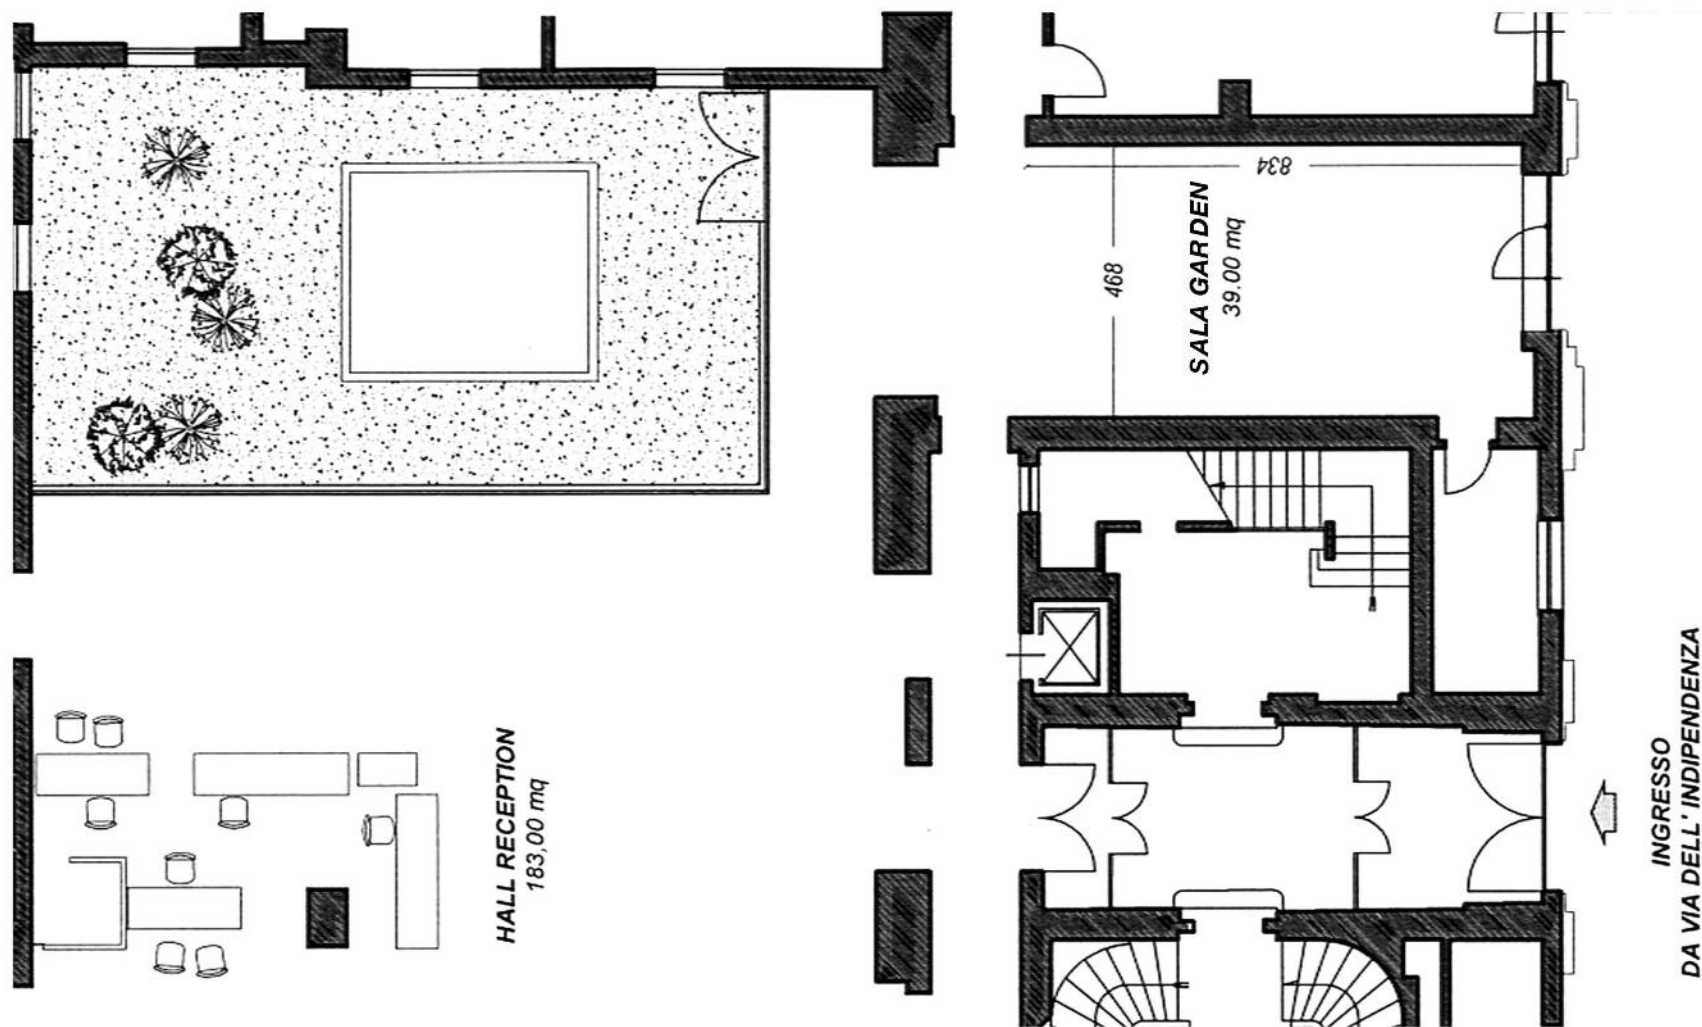 834
468
SALA GARDEN
39.00 mq
HALL RECEPTION
183,00 mq
INGRESSO
DA VIA DELL' INDIPENDENZA